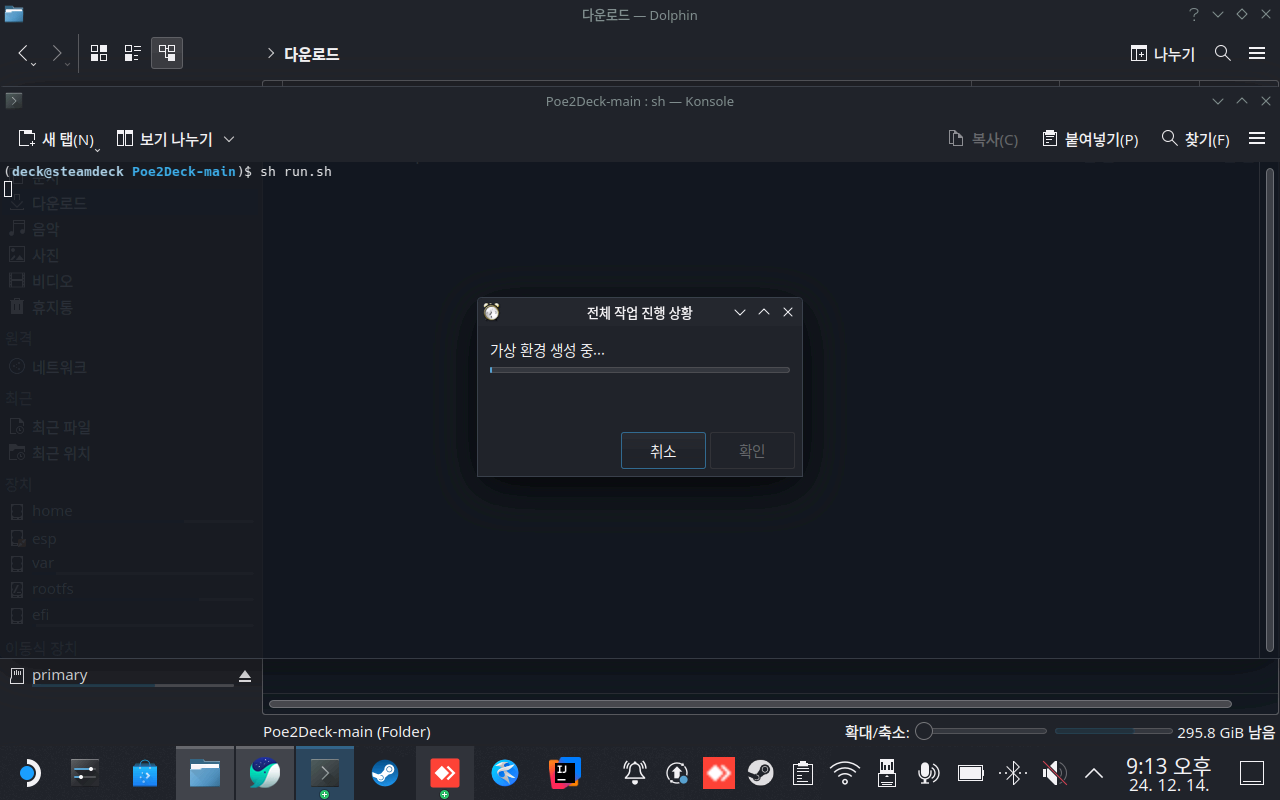 다운로드 — Dolphin
다운로드
나누기
Poe2Deck-main : sh — Konsole
새 탭(N)
보기 나누기
복사(C)
붙여넣기(P)
찾기(F)
(deck@steamdeck Poe2Deck-main)$ sh run.sh
다운로드
음악
사진
비디오
휴지통
원격
네트워크
최근
최근 파일
최근 위치
장치
home
esp
var
rootfs
efi
이동식 장치
primary
전체 작업 진행 상황
가상 환경 생성 중...
취소
확인
Poe2Deck-main (Folder)
확대/축소:
295.8 GiB 남음
9:13 오후
24. 12. 14.